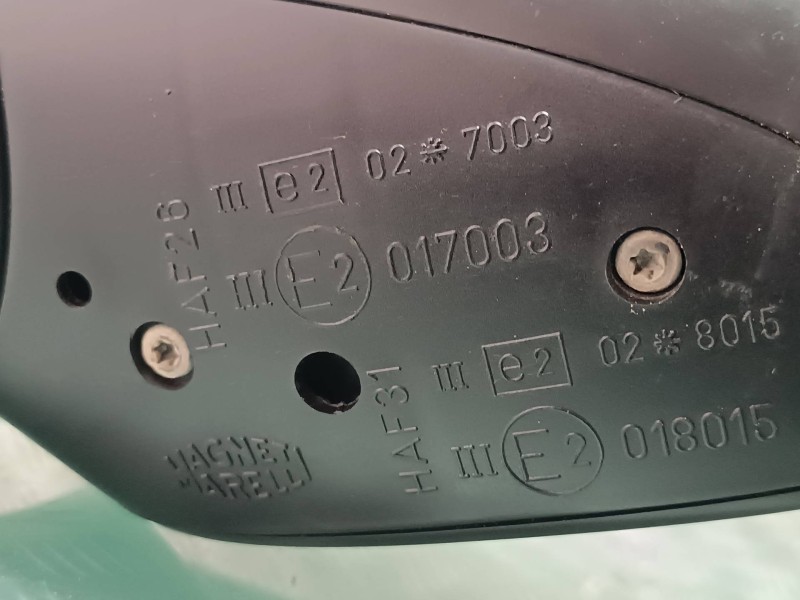 HAF26
III e2 02*7003
III E2 017003
HAF31
III e2 02*8015
III E2 018015
MAGNETI
MARELLI